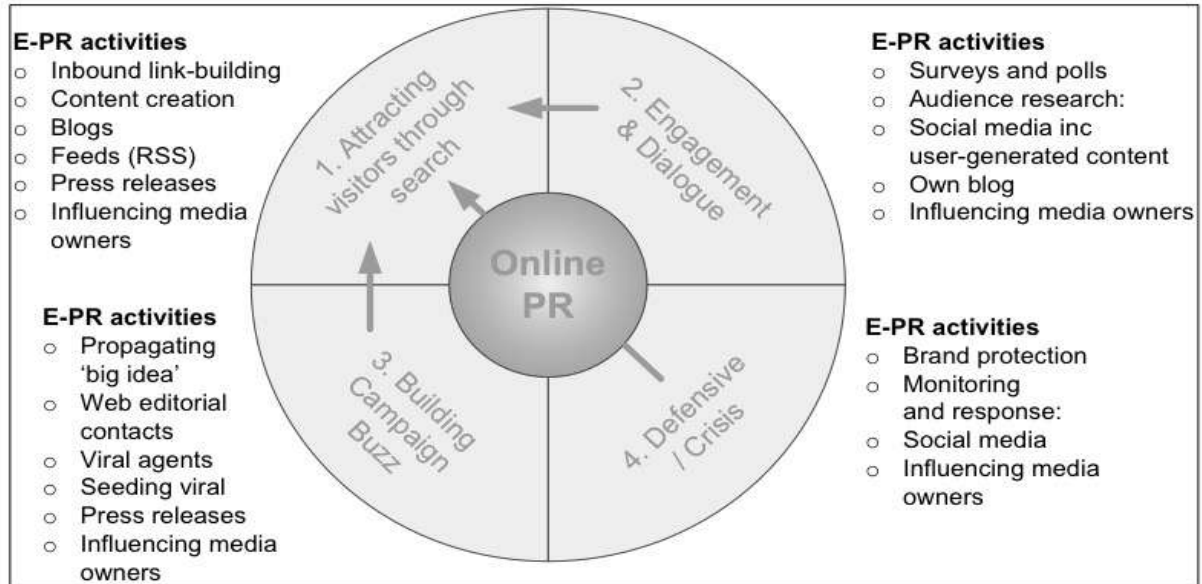 E-PR activities
o Inbound link-building
o Content creation
o Blogs
o Feeds (RSS)
o Press releases
o Influencing media
owners
1. Attracting
visitors through
search
2. Engagement
& Dialogue
E-PR activities
o Surveys and polls
o Audience research:
o Social media inc
user-generated content
o Own blog
o Influencing media owners
Online
PR
E-PR activities
o Propagating
‘big idea’
o Web editorial
contacts
o Viral agents
o Seeding viral
o Press releases
o Influencing media
owners
3. Building
Campaign
Buzz
4. Defensive
/ Crisis
E-PR activities
o Brand protection
o Monitoring
and response:
o Social media
o Influencing media
owners